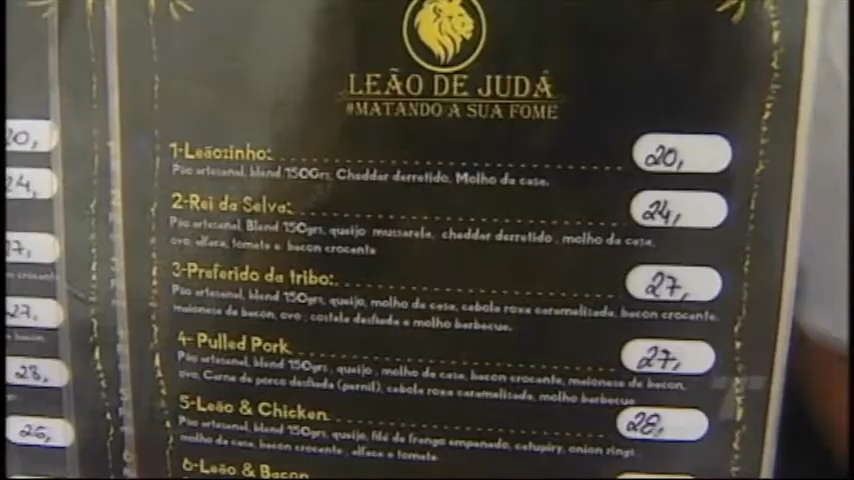 LEÃO DE JUDÁ
#MATANDO A SUA FOME
1-Leãozinho: 20,
Pão artesanal, blend 150Grs, Cheddar derretido, Molho da casa.
2-Rei da Selva: 24,
Pão artesanal, Blend 150grs, queijo mussarela, cheddar derretido, molho da casa,
ovo, alface, tomate e bacon crocante
3-Preferido da tribo: 27,
Pão artesanal, blend 150grs, queijo, molho da casa, cebola roxa caramelisada, bacon crocante,
maionese de bacon, ovo, costela desfiada e molho barbecue.
4- Pulled Pork 27,
Pão artesanal, blend 150grs, queijo, molho da casa, bacon crocante, maionese de bacon,
ovo, Carne de porco desfiada (pernil), cebola roxa caramelisada, molho barbecue
5-Leão & Chicken 28,
Pão artesanal, blend 150grs, queijo, filé de frango empanado, catupiry, onion rings,
molho da casa, bacon crocante, alface e tomate
6-Leão & Bacon
20,
24,
27,
crocante
27,
28,